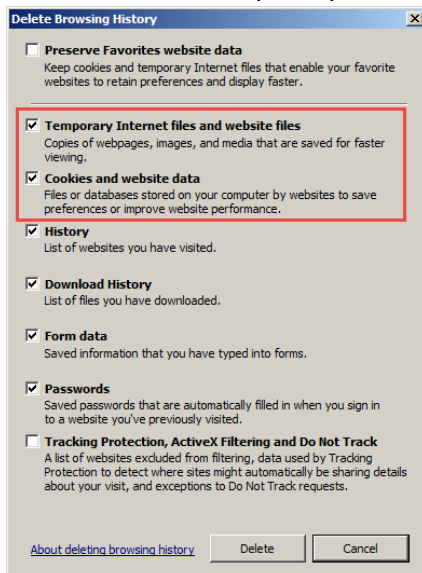 Delete Browsing History
Preserve Favorites website data
Keep cookies and temporary Internet files that enable your favorite
websites to retain preferences and display faster.
Temporary Internet files and website files
Copies of webpages, images, and media that are saved for faster
viewing.
Cookies and website data
Files or databases stored on your computer by websites to save
preferences or improve website performance.
History
List of websites you have visited.
Download History
List of files you have downloaded.
Form data
Saved information that you have typed into forms.
Passwords
Saved passwords that are automatically filled in when you sign in
to a website you've previously visited.
Tracking Protection, ActiveX Filtering and Do Not Track
A list of websites excluded from filtering, data used by Tracking
Protection to detect where sites might automatically be sharing details
about your visit, and exceptions to Do Not Track requests.
About deleting browsing history Delete Cancel